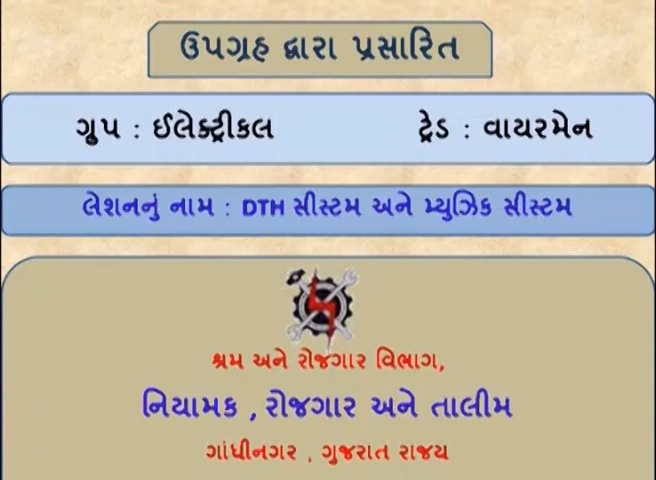 ઉપગ્રહ દ્વારા પ્રસારિત
ગ્રુપ : ઈલેક્ટ્રીકલ ટ્રેડ : વાયરમેન
લેશનનું નામ : DTH સીસ્ટમ અને મ્યુઝિક સીસ્ટમ
શ્રમ અને રોજગાર વિભાગ,
નિયામક , રોજગાર અને તાલીમ
ગાંધીનગર , ગુજરાત રાજય